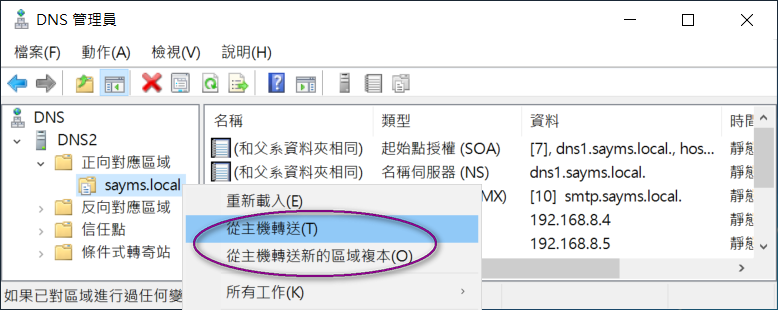 DNS 管理員
檔案(F) 動作(A) 檢視(V) 說明(H)
DNS
DNS2
正向對應區域
sayms.local
反向對應區域
信任點
條件式轉寄站
名稱 類型 資料 時間
(和父系資料夾相同) 起始點授權 (SOA) [7], dns1.sayms.local., hos... 靜態
(和父系資料夾相同) 名稱伺服器 (NS) dns1.sayms.local. 靜態
MX) [10] smtp.sayms.local. 靜態
192.168.8.4 靜態
192.168.8.5 靜態
重新載入(E)
從主機轉送(T)
從主機轉送新的區域複本(O)
所有工作(K)
如果已對區域進行過任何變